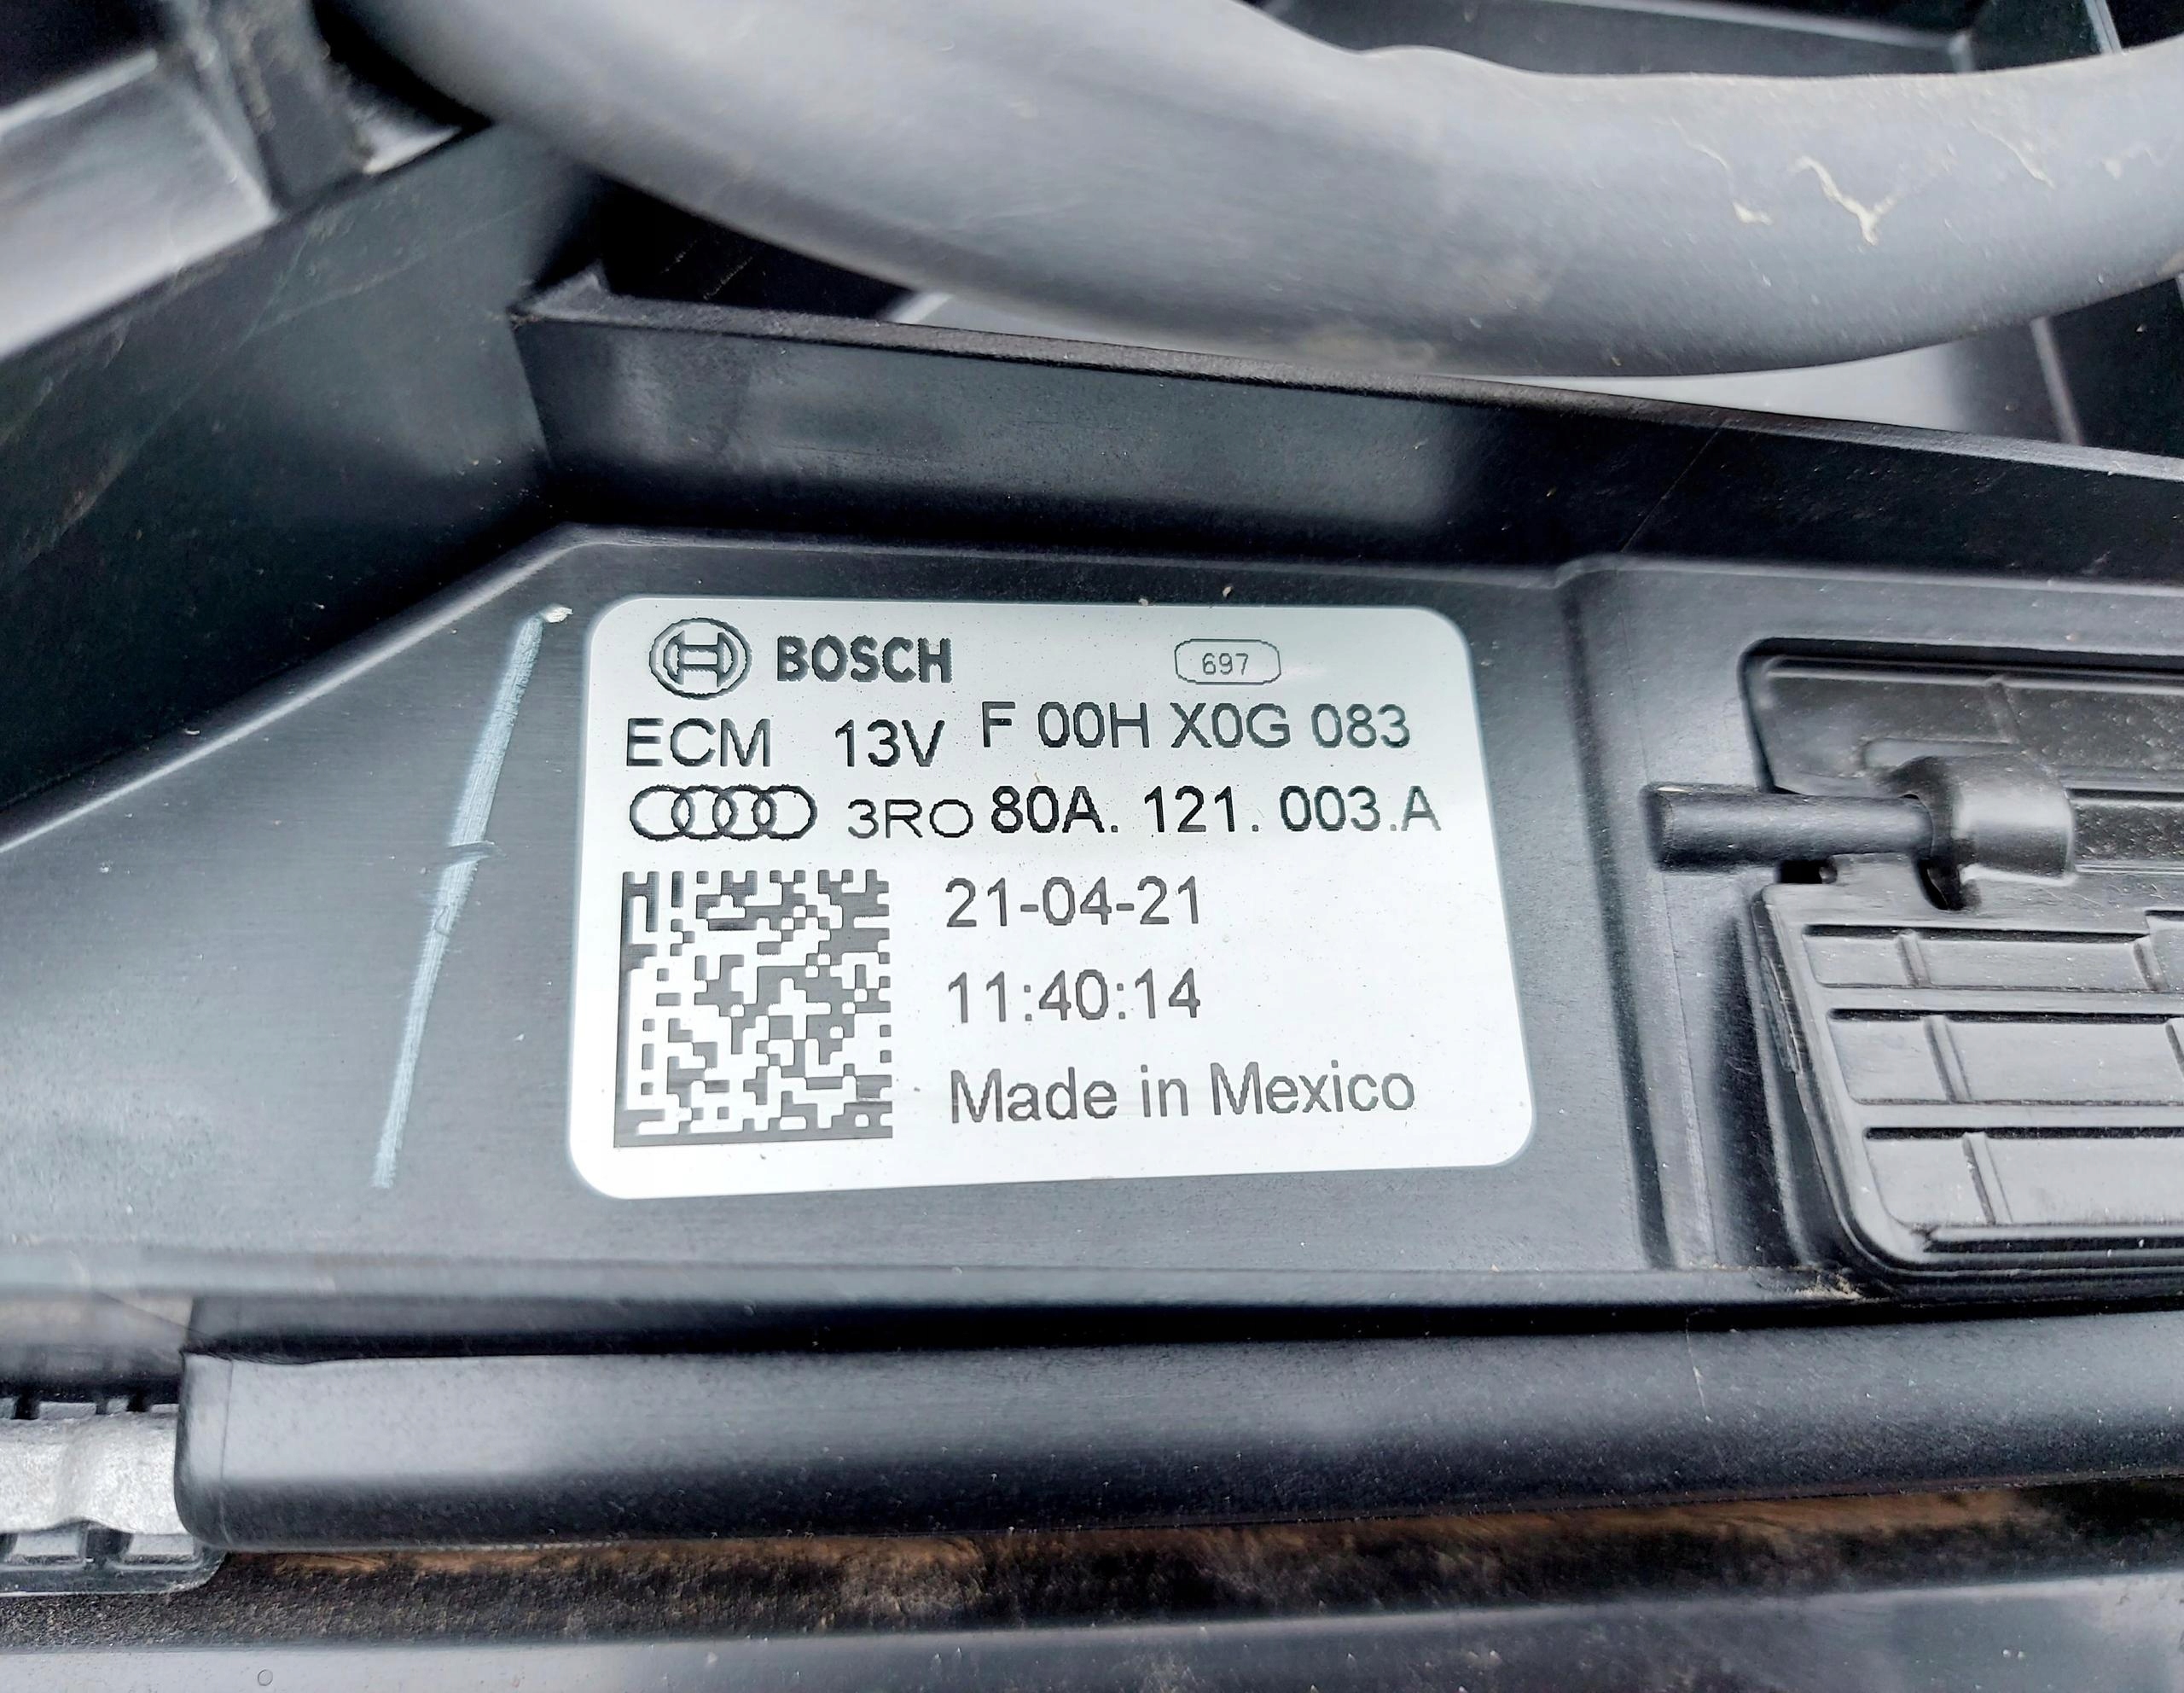 BOSCH 697
ECM 13V F 00H X0G 083
3RO 80A. 121. 003.A
21-04-21
11:40:14
Made in Mexico